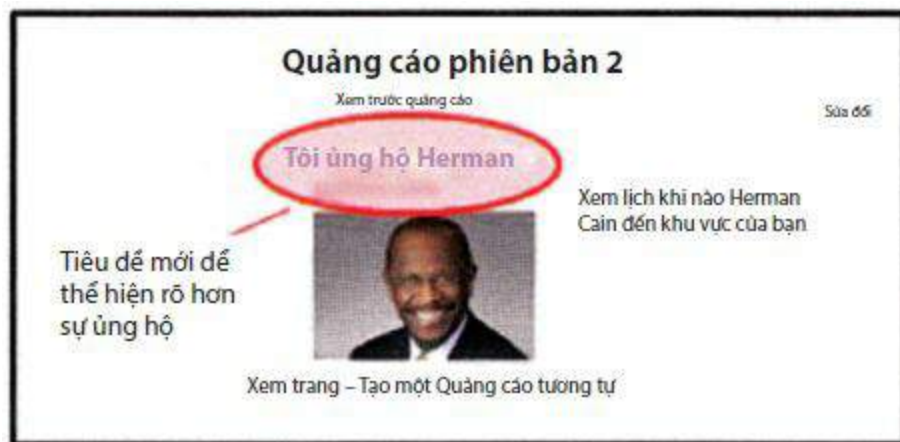 Quảng cáo phiên bản 2
Xem trước quảng cáo
Sửa đổi
Tôi ủng hộ Herman
Xem lịch khi nào Herman
Cain đến khu vực của bạn
Tiêu dề mới dể
thể hiện rõ hơn
sự ủng hộ
Xem trang – Tạo một Quảng cáo tương tự